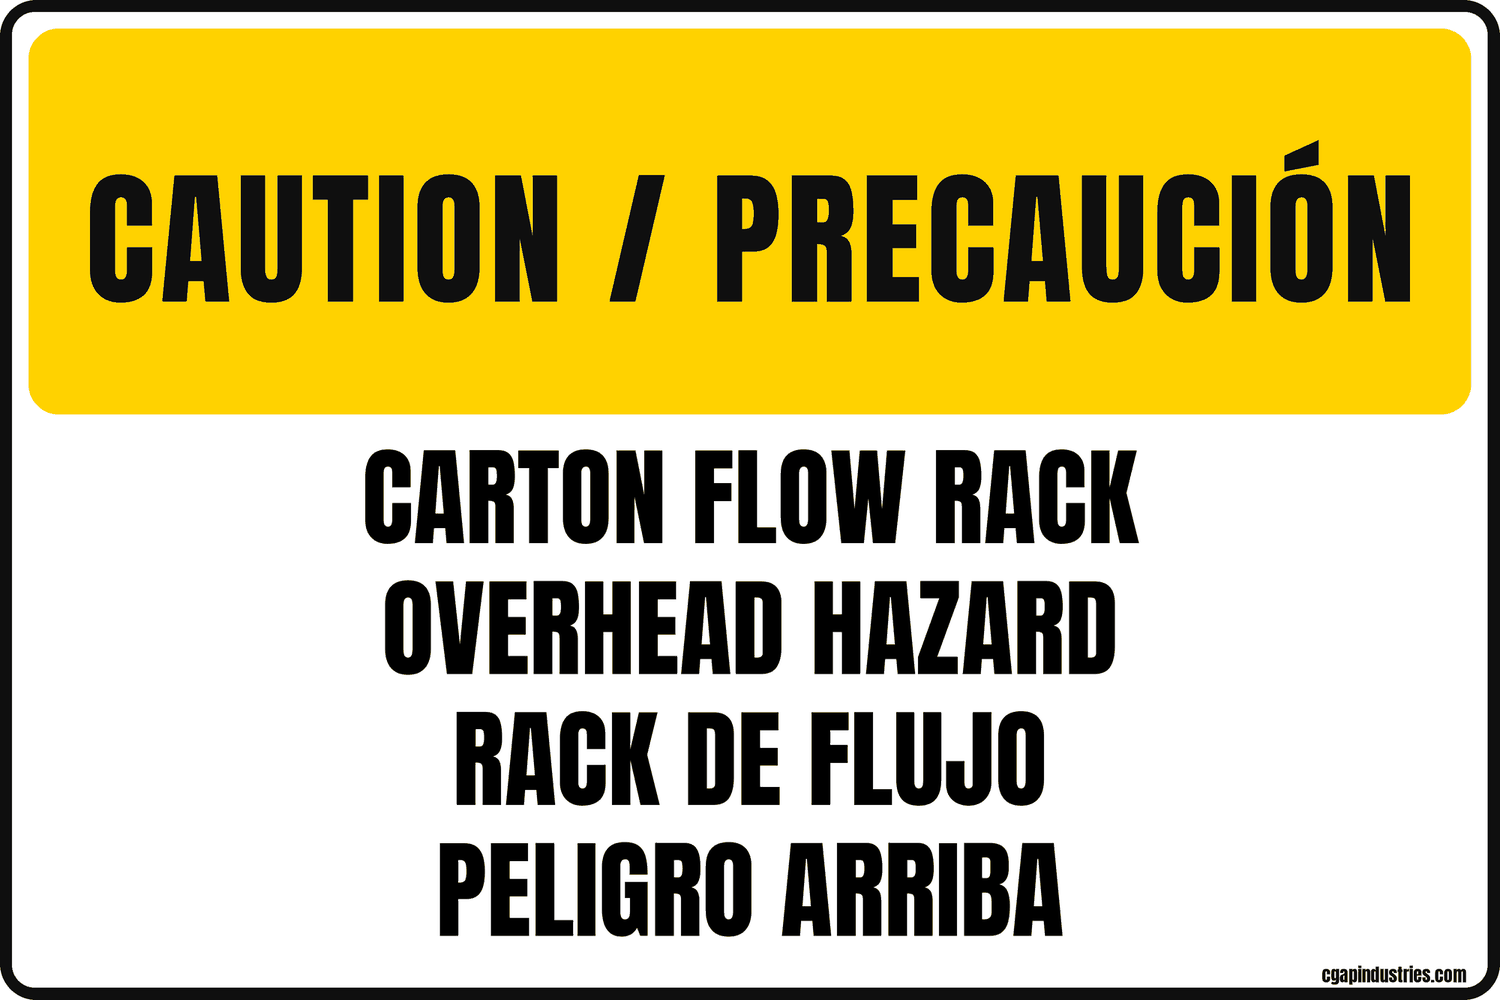 CAUTION / PRECAUCIÓN
CARTON FLOW RACK
OVERHEAD HAZARD
RACK DE FLUJO
PELIGRO ARRIBA
cgapindustries.com